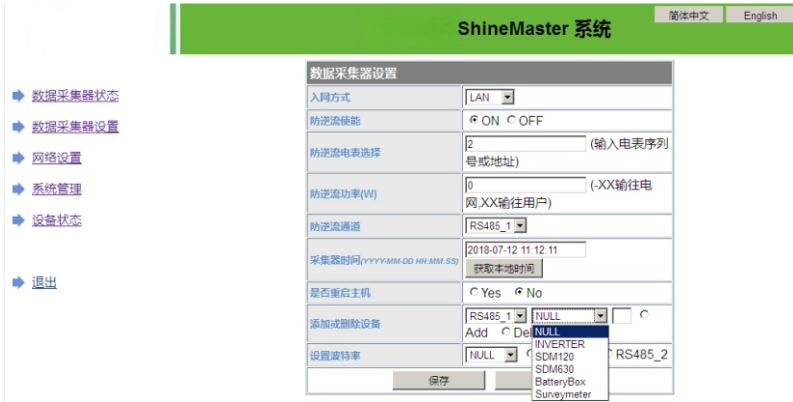 简体中文 English
ShineMaster 系统
数据采集器状态
数据采集器设置
网络设置
系统管理
设备状态
退出
数据采集器设置
入网方式 LAN
防逆流使能 ON OFF
防逆流电表选择 2 (输入电表序列
号或地址)
防逆流功率(W) 0 (-XX输往电
网,XX输往用户)
防逆流通道 RS485_1
采集器时间(YYYY-MM-DD HH:MM:SS) 2018-07-12 11:12:11
获取本地时间
是否重启主机 Yes No
添加或删除设备 RS485_1 NULL
Add Del
NULL
INVERTER
SDM120
SDM630
BatteryBox
Surveymeter
设置波特率 NULL RS485_2
保存